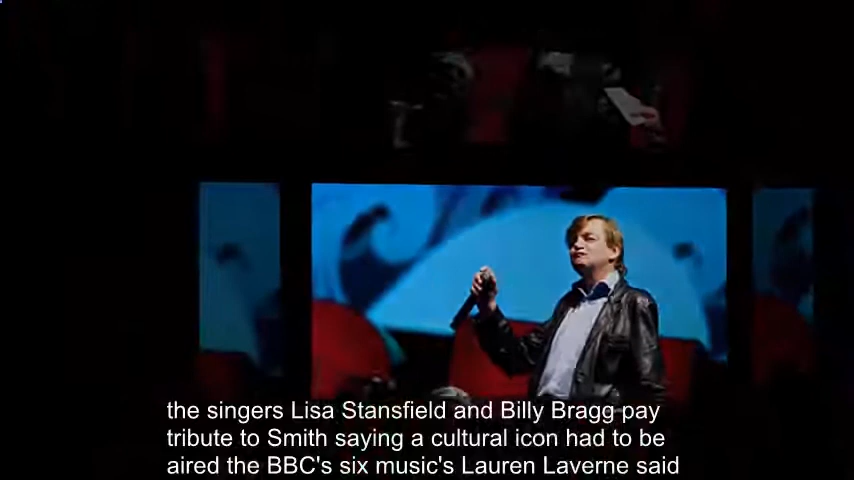 the singers Lisa Stansfield and Billy Bragg pay
tribute to Smith saying a cultural icon had to be
aired the BBC's six music's Lauren Laverne said